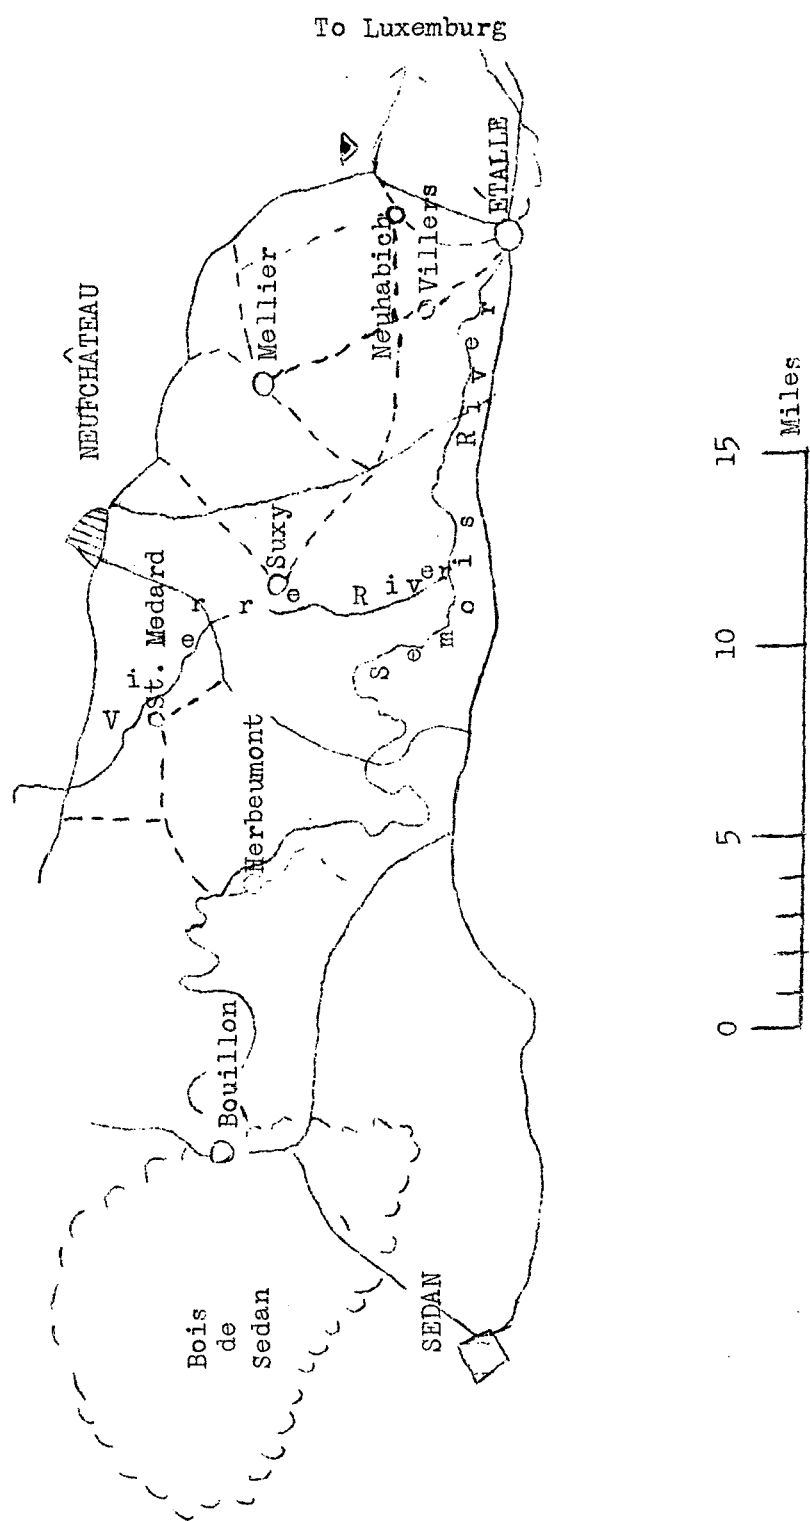 To Luxemburg
NEUFCHÂTEAU
Mellier
Neuhabich
Villers
ÉTALLE
Suxy
St. Medard
Vierre River
Semois River
Herbeumont
Bouillon
Bois
de
Sedan
SEDAN
0 5 10 15
Miles